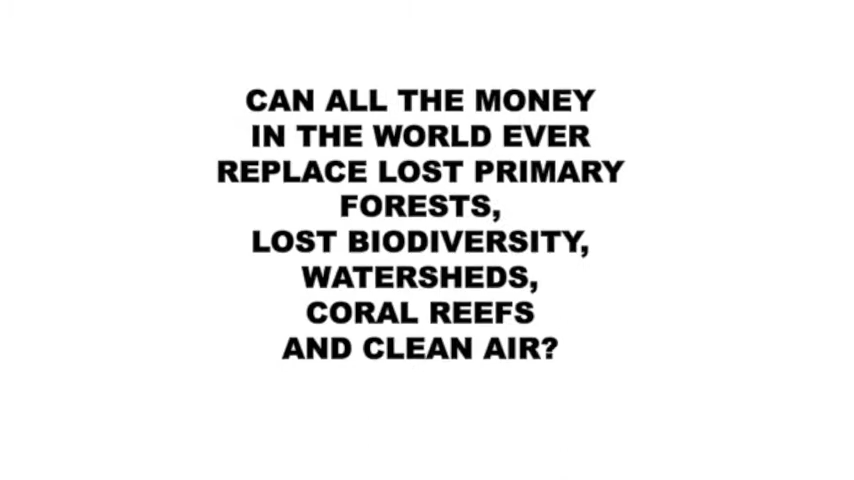 CAN ALL THE MONEY
IN THE WORLD EVER
REPLACE LOST PRIMARY
FORESTS,
LOST BIODIVERSITY,
WATERSHEDS,
CORAL REEFS
AND CLEAN AIR?